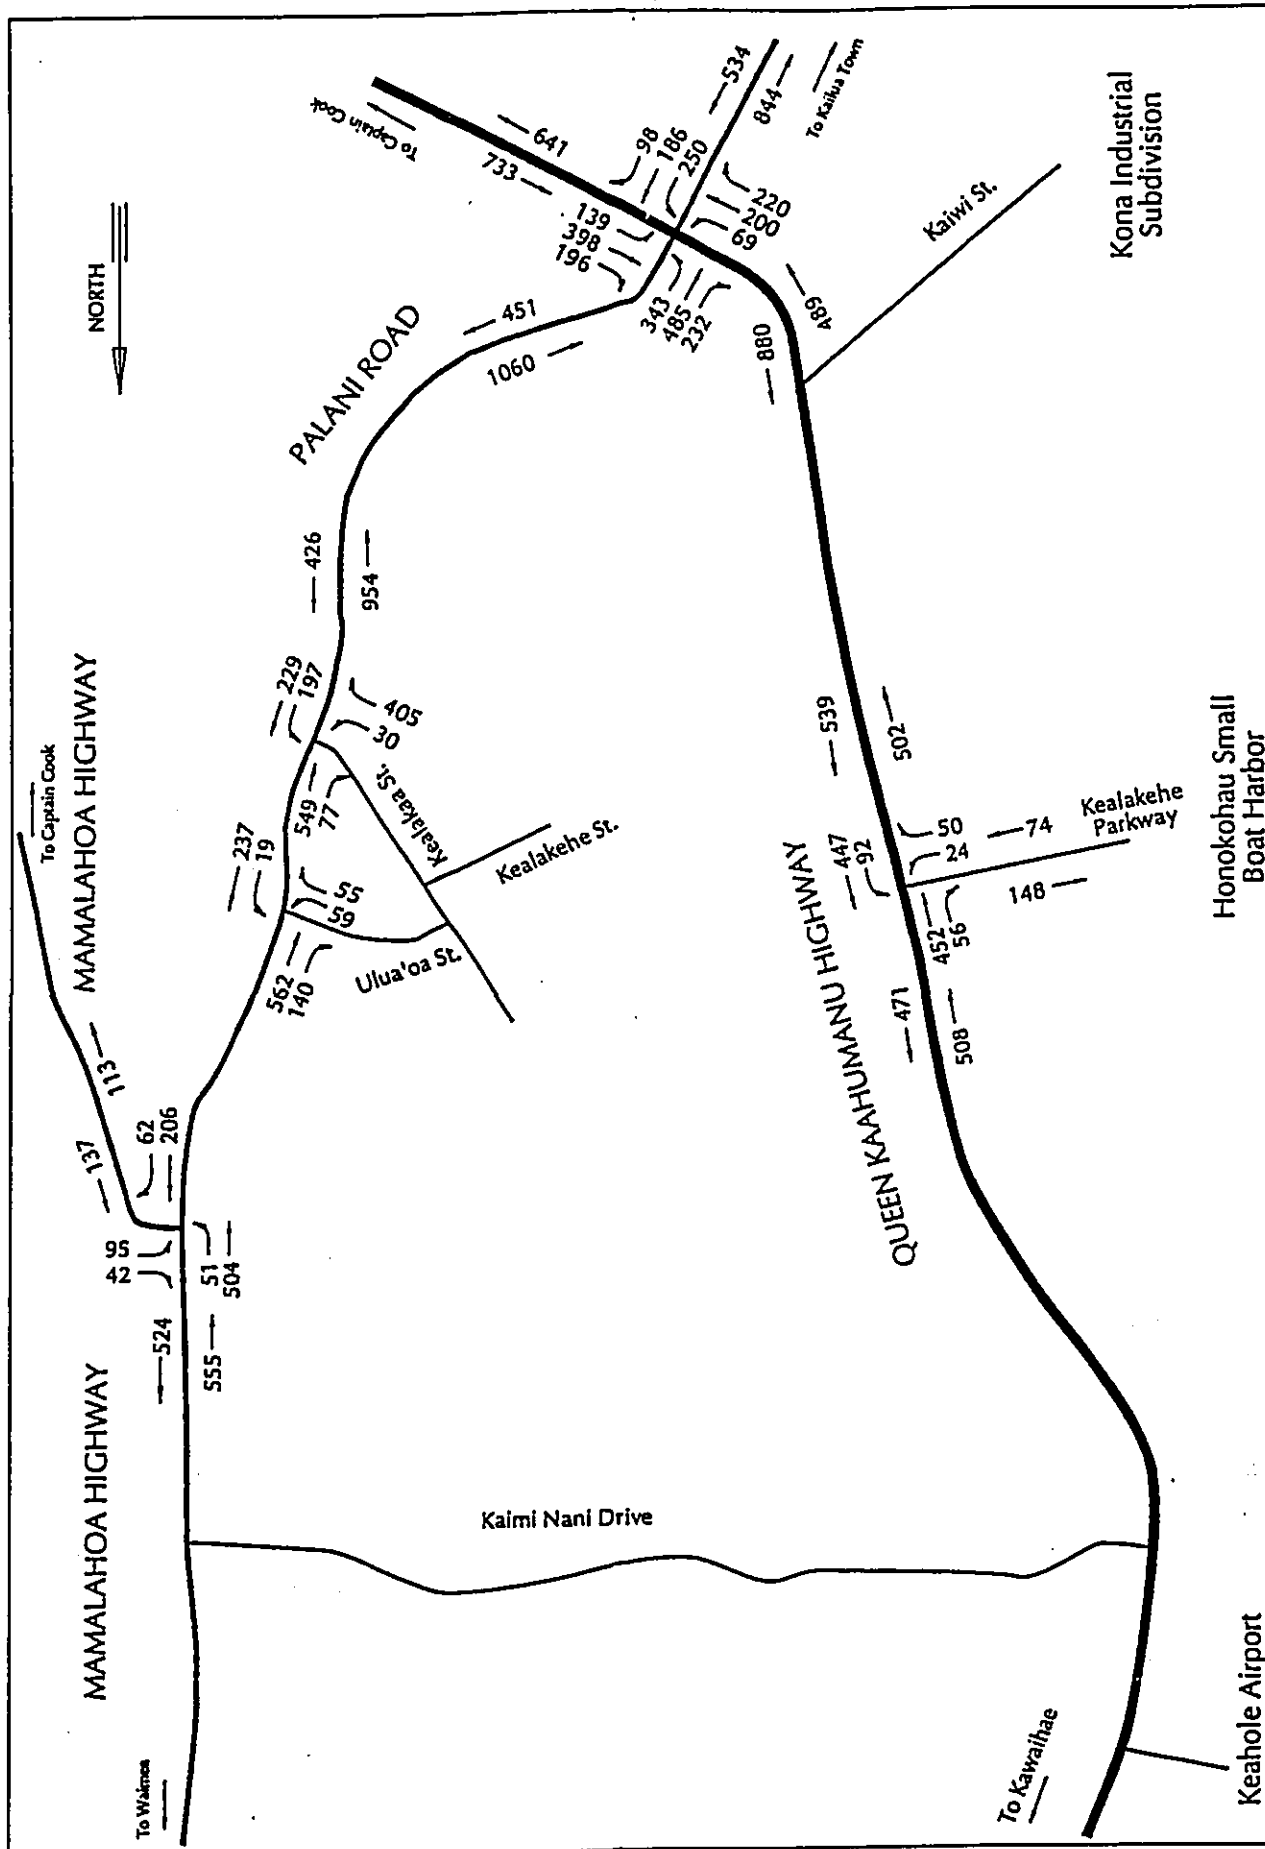 NORTH
To Captain Cook
733
641
534
844
To Kailua Town
98
186
250
139
398
196
220
200
69
343
485
232
Kona Industrial
Subdivision
Kaiwi St.
489
880
PALANI ROAD
451
1060
426
954
229
197
405
30
549
77
Kealakaa St.
Kealakehe St.
237
19
55
59
562
140
Ulua'oa St.
To Captain Cook
MAMALAHOA HIGHWAY
113
137
62
206
95
42
51
504
524
555
MAMALAHOA HIGHWAY
539
502
447
92
50
24
74
Kealakehe
Parkway
148
452
56
471
508
QUEEN KAAHUMANU HIGHWAY
Honokohau Small
Boat Harbor
Kaimi Nani Drive
To Waimea
To Kawaihae
Keahole Airport